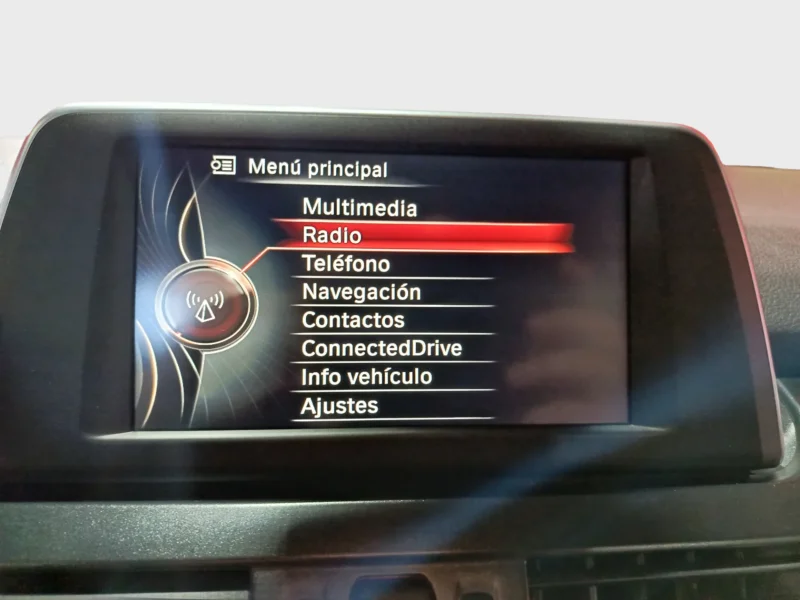 Menú principal
Multimedia
Radio
Teléfono
Navegación
Contactos
ConnectedDrive
Info vehículo
Ajustes